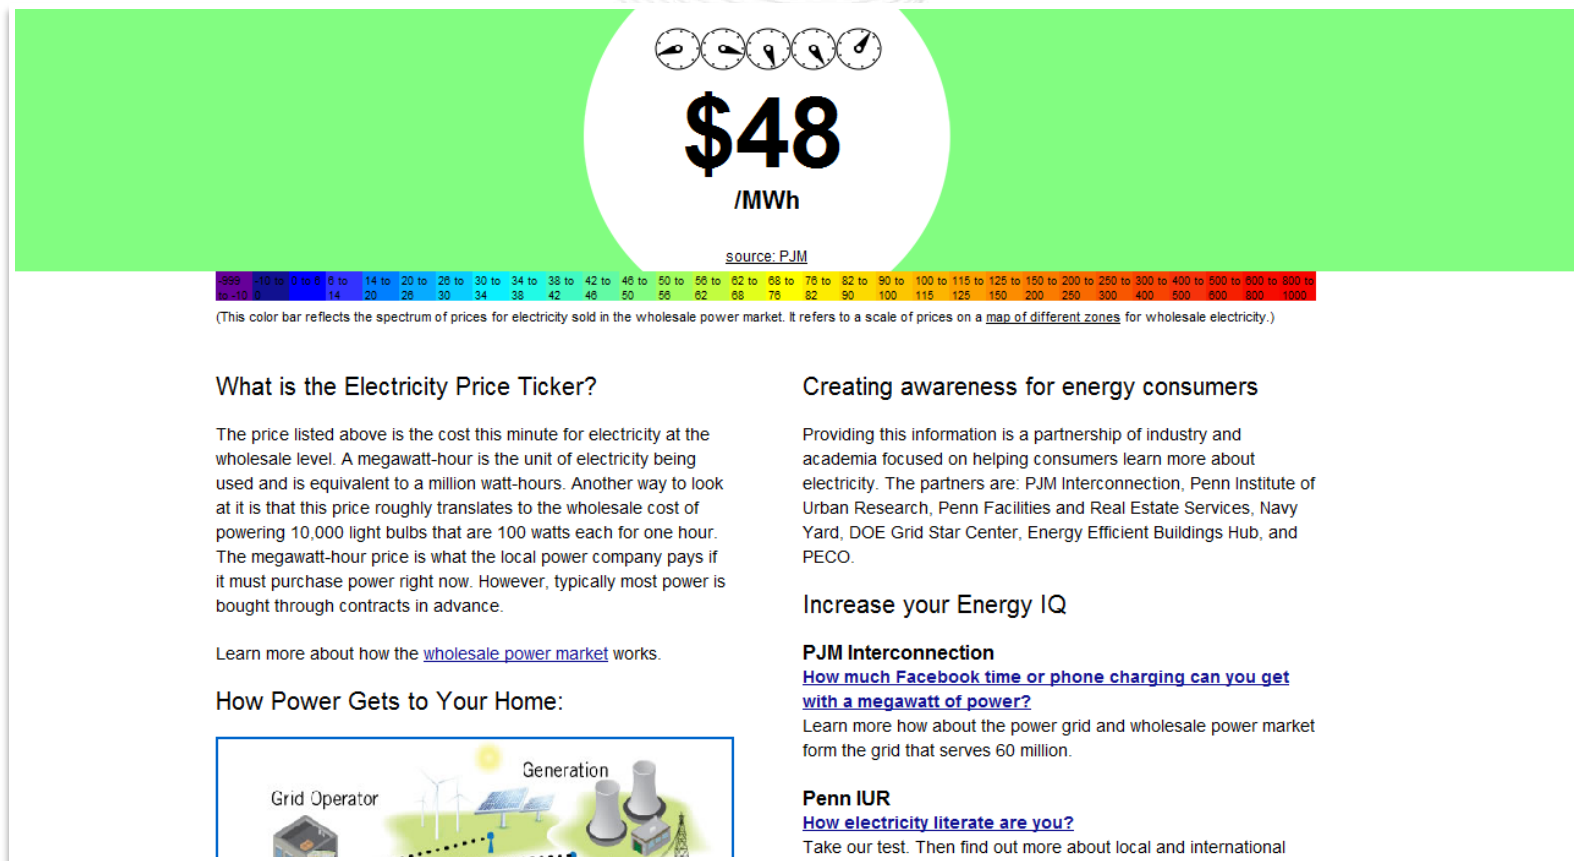 $48
/MWh
source: PJM
-999 to -10 -10 to 0 0 to 6 6 to 14 14 to 20 20 to 26 26 to 30 30 to 34 34 to 38 38 to 42 42 to 46 46 to 50 50 to 56 56 to 62 62 to 68 68 to 76 76 to 82 82 to 90 90 to 100 100 to 115 115 to 125 125 to 150 150 to 200 200 to 250 250 to 300 300 to 400 400 to 500 500 to 600 600 to 800 800 to 1000
(This color bar reflects the spectrum of prices for electricity sold in the wholesale power market. It refers to a scale of prices on a map of different zones for wholesale electricity.)
What is the Electricity Price Ticker?
The price listed above is the cost this minute for electricity at the
wholesale level. A megawatt-hour is the unit of electricity being
used and is equivalent to a million watt-hours. Another way to look
at it is that this price roughly translates to the wholesale cost of
powering 10,000 light bulbs that are 100 watts each for one hour.
The megawatt-hour price is what the local power company pays if
it must purchase power right now. However, typically most power is
bought through contracts in advance.
Learn more about how the wholesale power market works.
How Power Gets to Your Home:
Generation
Grid Operator
Creating awareness for energy consumers
Providing this information is a partnership of industry and
academia focused on helping consumers learn more about
electricity. The partners are: PJM Interconnection, Penn Institute of
Urban Research, Penn Facilities and Real Estate Services, Navy
Yard, DOE Grid Star Center, Energy Efficient Buildings Hub, and
PECO.
Increase your Energy IQ
PJM Interconnection
How much Facebook time or phone charging can you get
with a megawatt of power?
Learn more how about the power grid and wholesale power market
form the grid that serves 60 million.
Penn IUR
How electricity literate are you?
Take our test. Then find out more about local and international